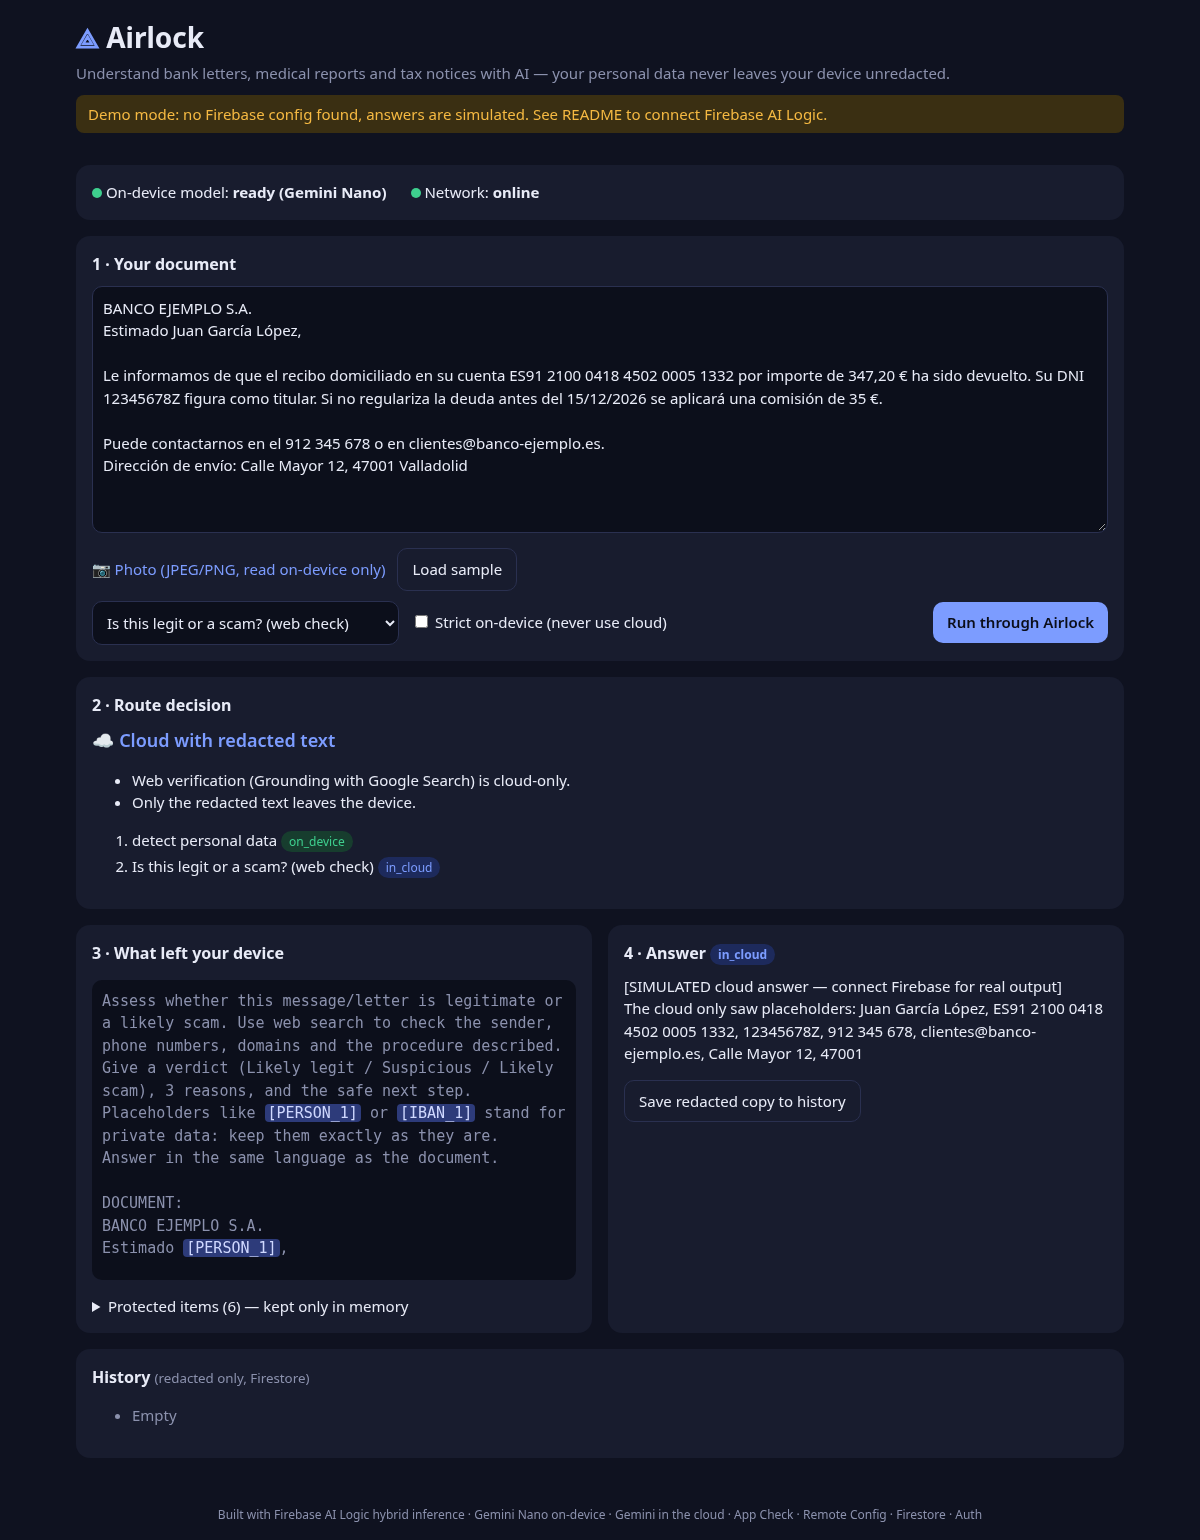 Airlock
Understand bank letters, medical reports and tax notices with AI — your personal data never leaves your device unredacted.
Demo mode: no Firebase config found, answers are simulated. See README to connect Firebase AI Logic.
On-device model: ready (Gemini Nano) Network: online
1 · Your document
BANCO EJEMPLO S.A.
Estimado Juan García López,
Le informamos de que el recibo domiciliado en su cuenta ES91 2100 0418 4502 0005 1332 por importe de 347,20 € ha sido devuelto. Su DNI
12345678Z figura como titular. Si no regulariza la deuda antes del 15/12/2026 se aplicará una comisión de 35 €.
Puede contactarnos en el 912 345 678 o en clientes@banco-ejemplo.es.
Dirección de envío: Calle Mayor 12, 47001 Valladolid
📷 Photo (JPEG/PNG, read on-device only) Load sample
Is this legit or a scam? (web check) Strict on-device (never use cloud) Run through Airlock
2 · Route decision
☁️ Cloud with redacted text
• Web verification (Grounding with Google Search) is cloud-only.
• Only the redacted text leaves the device.
1. detect personal data on_device
2. Is this legit or a scam? (web check) in_cloud
3 · What left your device
Assess whether this message/letter is legitimate or
a likely scam. Use web search to check the sender,
phone numbers, domains and the procedure described.
Give a verdict (Likely legit / Suspicious / Likely
scam), 3 reasons, and the safe next step.
Placeholders like [PERSON_1] or [IBAN_1] stand for
private data: keep them exactly as they are.
Answer in the same language as the document.
DOCUMENT:
BANCO EJEMPLO S.A.
Estimado [PERSON_1],
▶ Protected items (6) — kept only in memory
4 · Answer in_cloud
[SIMULATED cloud answer — connect Firebase for real output]
The cloud only saw placeholders: Juan García López, ES91 2100 0418
4502 0005 1332, 12345678Z, 912 345 678, clientes@banco-
ejemplo.es, Calle Mayor 12, 47001
Save redacted copy to history
History (redacted only, Firestore)
• Empty
Built with Firebase AI Logic hybrid inference · Gemini Nano on-device · Gemini in the cloud · App Check · Remote Config · Firestore · Auth